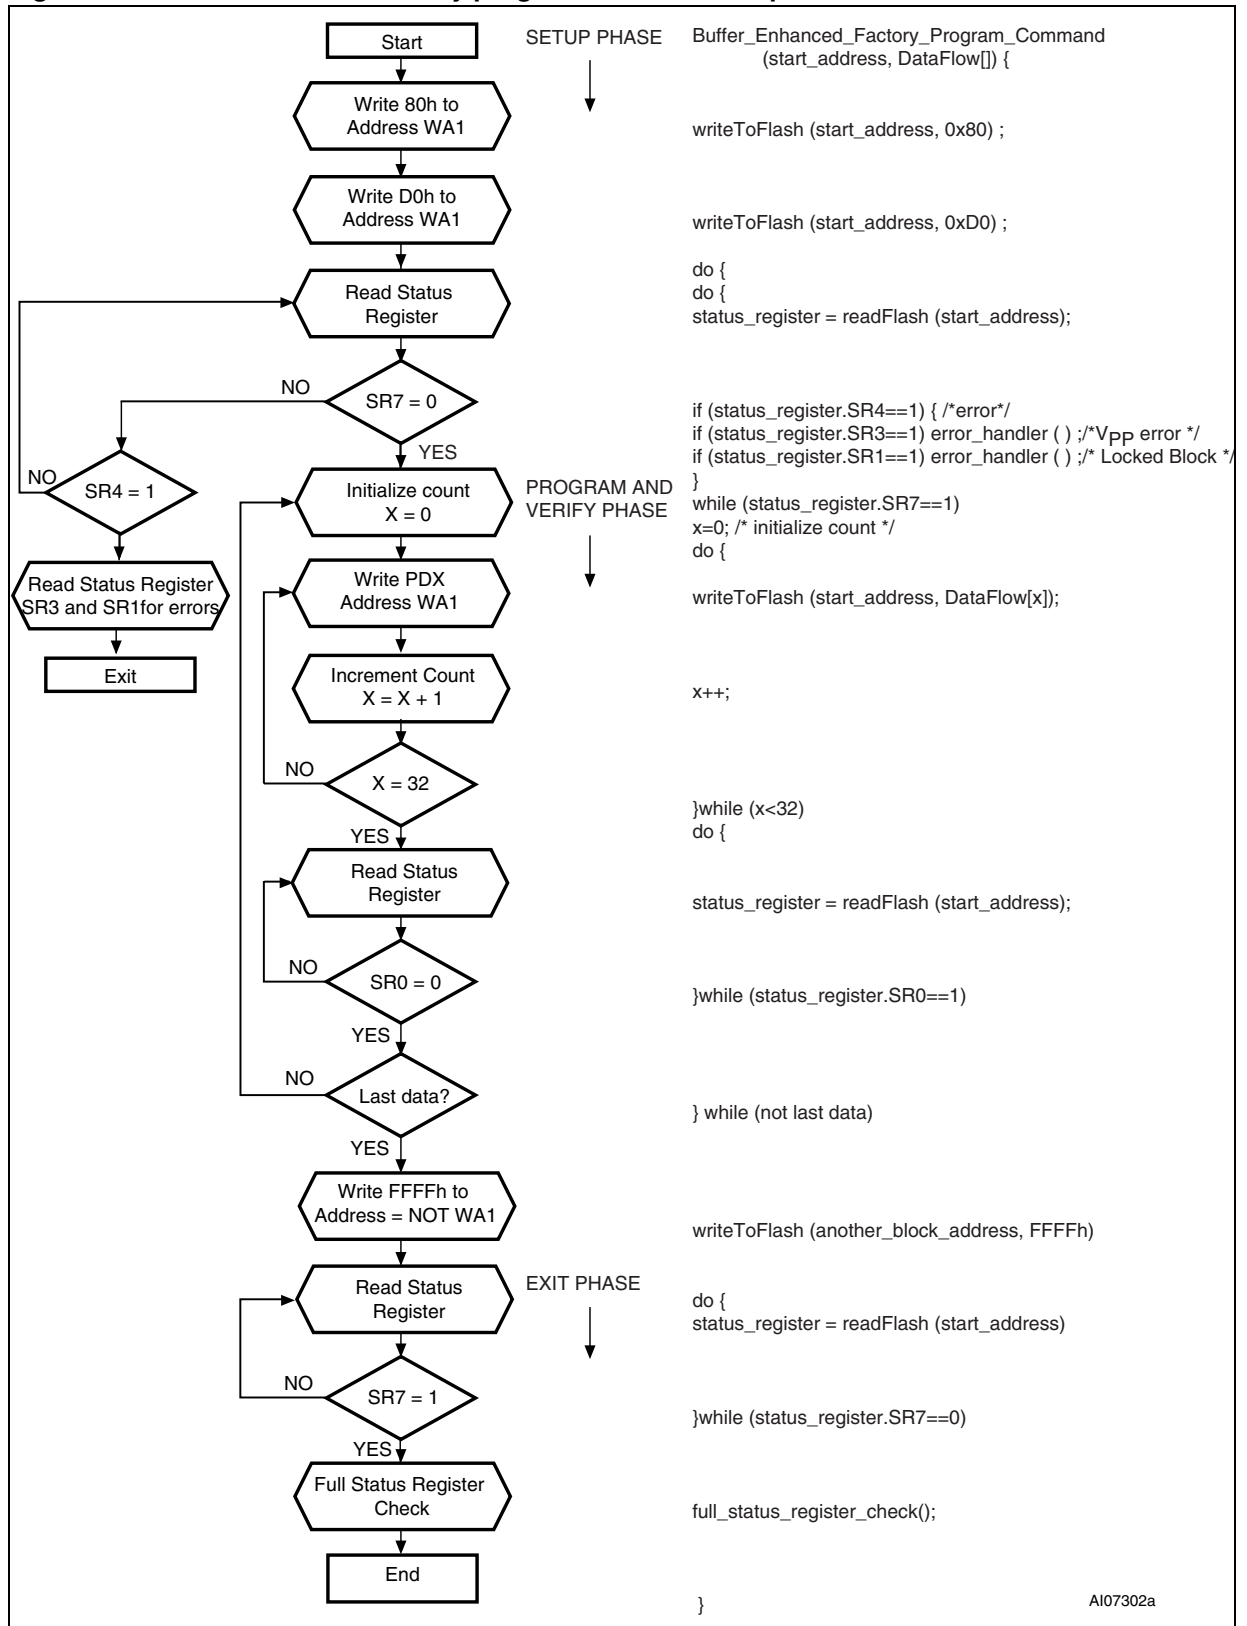 Start
Write 80h to
Address WA1
Write D0h to
Address WA1
Read Status
Register
NO
SR7 = 0
YES
NO
SR4 = 1
Read Status Register
SR3 and SR1for errors
Exit
Initialize count
X = 0
Write PDX
Address WA1
Increment Count
X = X + 1
NO
X = 32
YES
Read Status
Register
NO
SR0 = 0
YES
NO
Last data?
YES
Write FFFFh to
Address = NOT WA1
Read Status
Register
NO
SR7 = 1
YES
Full Status Register
Check
End
SETUP PHASE
PROGRAM AND
VERIFY PHASE
EXIT PHASE
Buffer_Enhanced_Factory_Program_Command
(start_address, DataFlow[]) {
writeToFlash (start_address, 0x80) ;
writeToFlash (start_address, 0xD0) ;
do {
do {
status_register = readFlash (start_address);
if (status_register.SR4==1) { /*error*/
if (status_register.SR3==1) error_handler ( ) ;/*VPP error */
if (status_register.SR1==1) error_handler ( ) ;/* Locked Block */
}
while (status_register.SR7==1)
x=0; /* initialize count */
do {
writeToFlash (start_address, DataFlow[x]);
x++;
}while (x<32)
do {
status_register = readFlash (start_address);
}while (status_register.SR0==1)
} while (not last data)
writeToFlash (another_block_address, FFFFh)
do {
status_register = readFlash (start_address)
}while (status_register.SR7==0)
full_status_register_check();
}
AI07302a